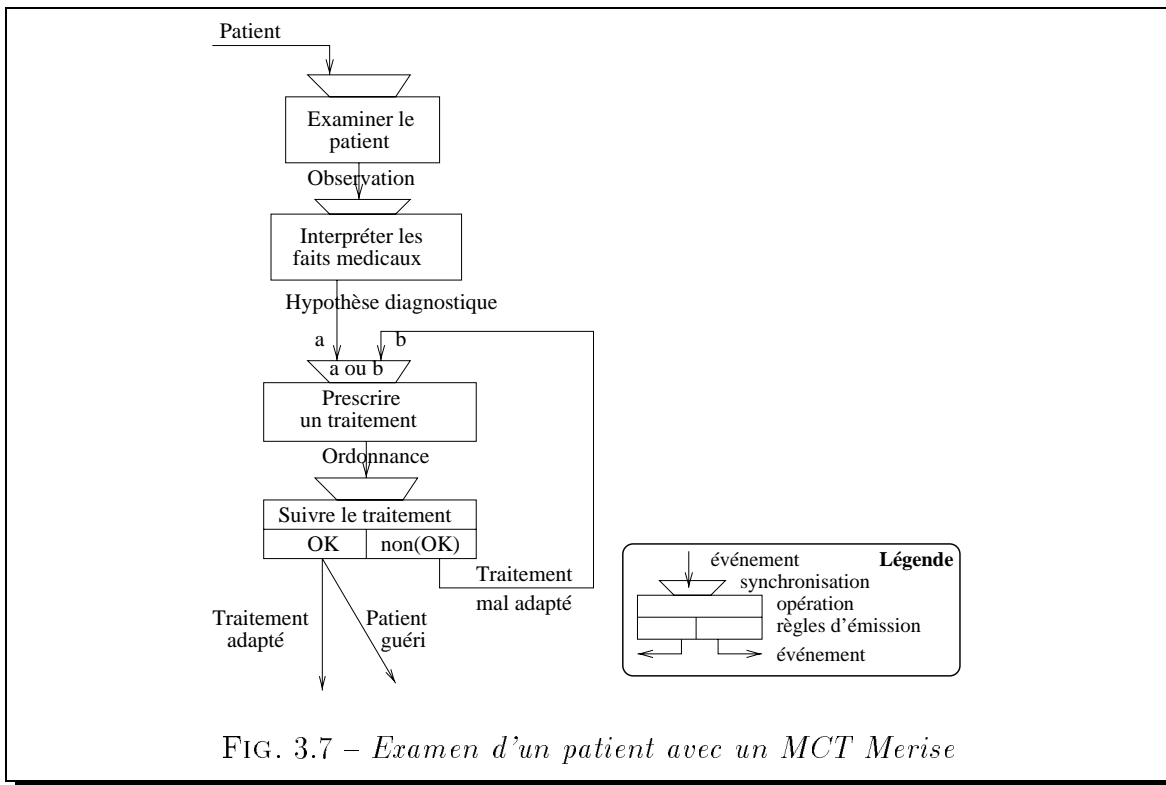 Patient
Examiner le
patient
Observation
Interpréter les
faits medicaux
Hypothèse diagnostique
a
b
a ou b
Prescrire
un traitement
Ordonnance
Suivre le traitement
OK
non(OK)
Traitement
mal adapté
Traitement
adapté
Patient
guéri
événement
Légende
synchronisation
opération
règles d'émission
événement
FIG. 3.7 – Examen d'un patient avec un MCT Merise